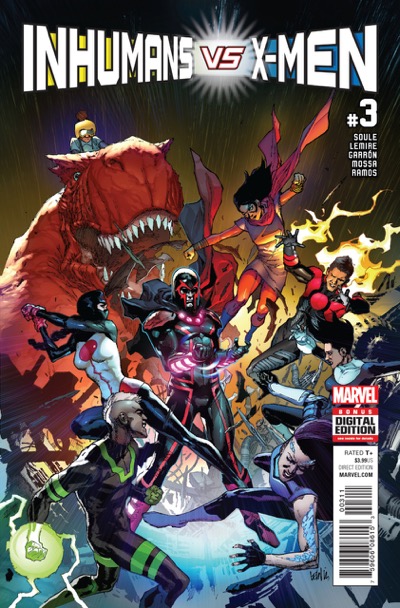 INHUMANS VS X-MEN
#3
SOULE
LEMIRE
GARRÓN
MOSSA
RAMOS
MARVEL
BONUS
DIGITAL
EDITION
RATED T+
$3.99US
DIRECT EDITION
MARVEL.COM
00311